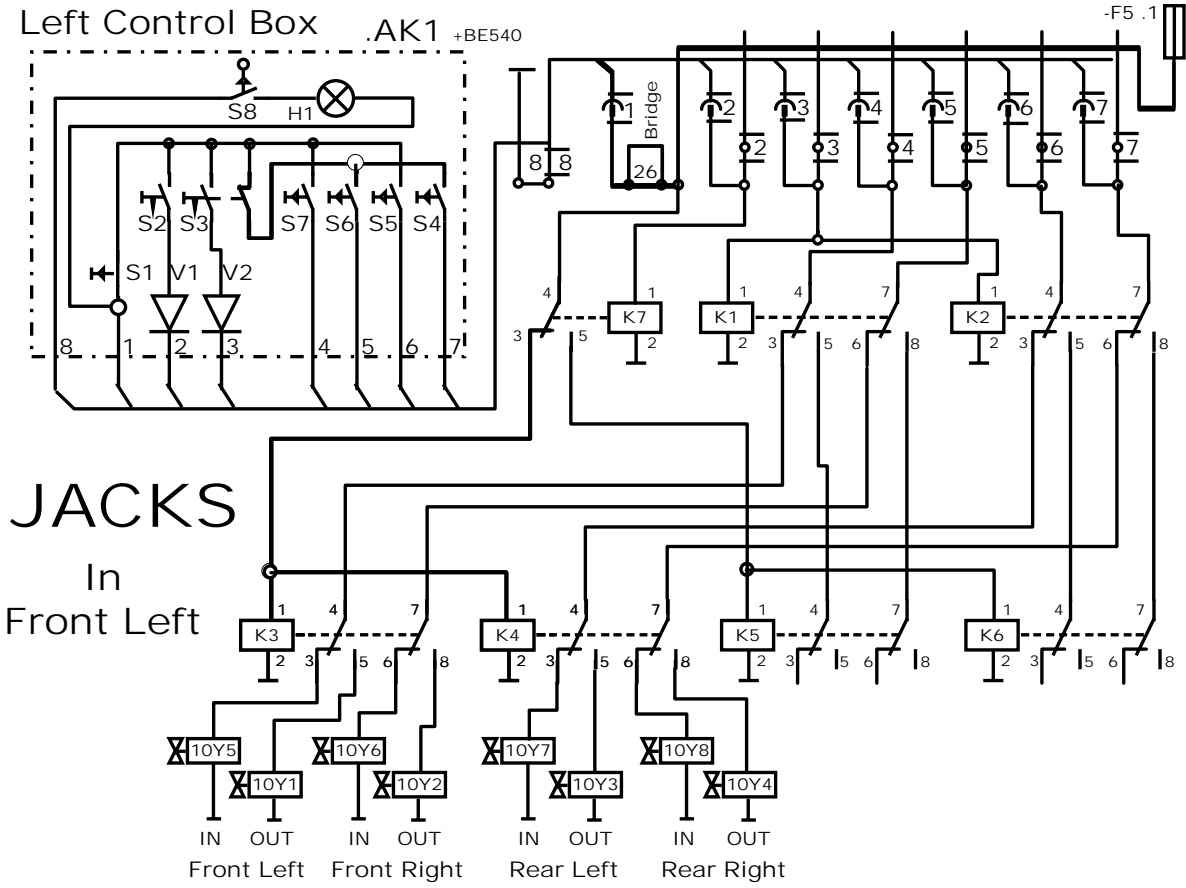 Left Control Box
.AK1 +BE540
-F5 .1
S8
H1
1
Bridge
2
3
4
5
6
7
8 8
26
2
3
4
5
6
7
S2
S3
S7
S6
S5
S4
S1
V1
V2
8 1 2 3 4 5 6 7
4
3
5
K7
1
2
K1
1
2
4
3
5
7
6
8
K2
1
2
4
3
5
7
6
8
JACKS
In
Front Left
K3
1
2
4
3
5
7
6
8
K4
1
2
4
3
5
7
6
8
K5
1
2
4
3
5
7
6
8
K6
1
2
4
3
5
7
6
8
10Y5
10Y1
10Y6
10Y2
10Y7
10Y3
10Y8
10Y4
IN OUT IN OUT IN OUT IN OUT
Front Left Front Right Rear Left Rear Right